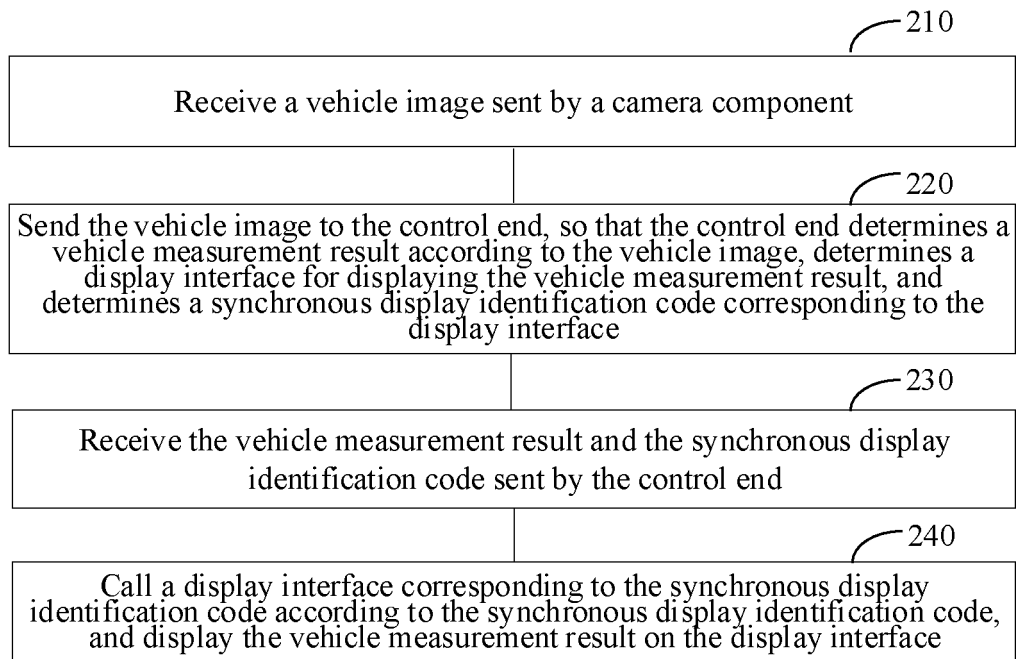 210
Receive a vehicle image sent by a camera component
220
Send the vehicle image to the control end, so that the control end determines a
vehicle measurement result according to the vehicle image, determines a
display interface for displaying the vehicle measurement result, and
determines a synchronous display identification code corresponding to the
display interface
230
Receive the vehicle measurement result and the synchronous display
identification code sent by the control end
240
Call a display interface corresponding to the synchronous display
identification code according to the synchronous display identification code,
and display the vehicle measurement result on the display interface